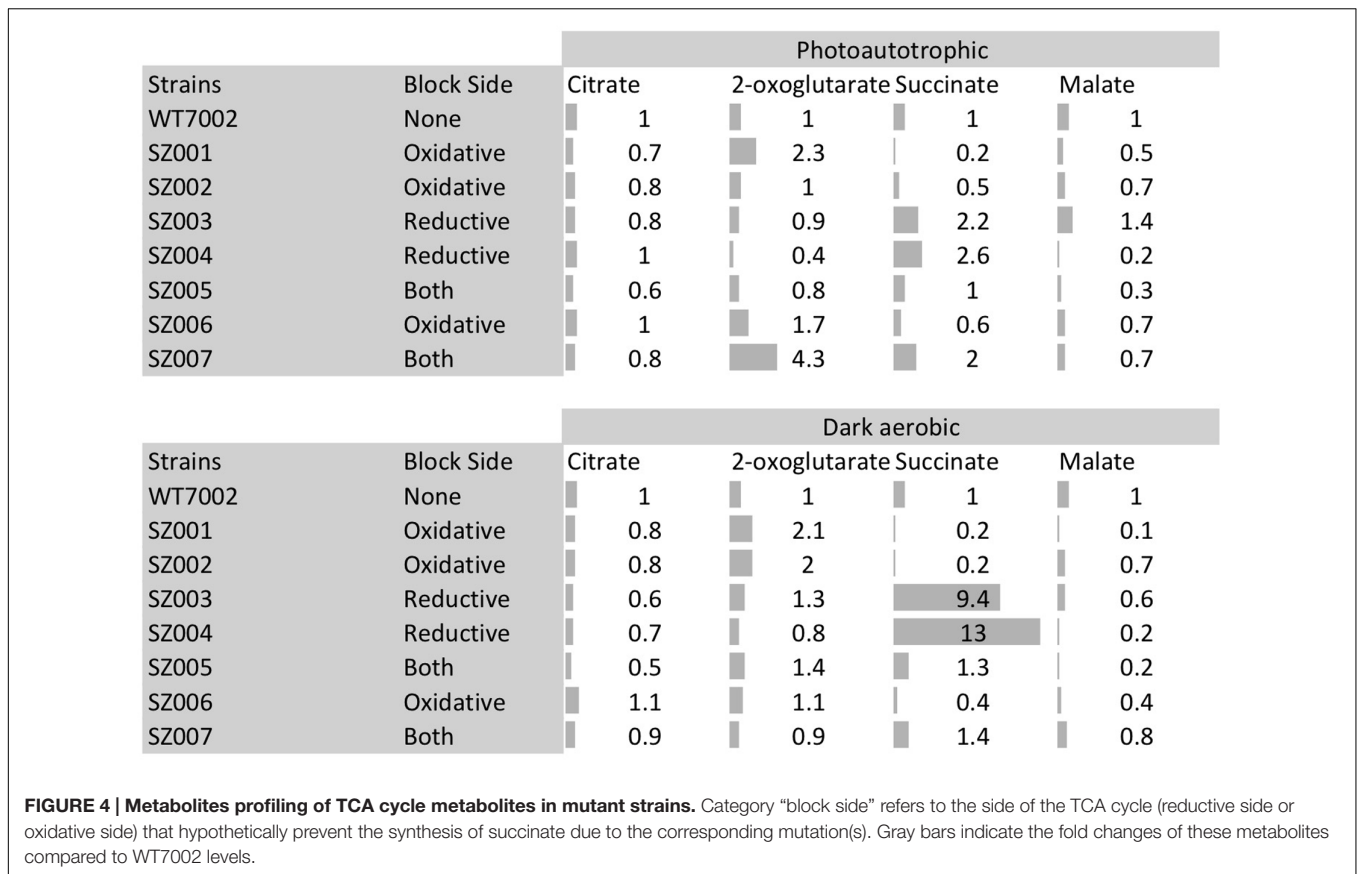 Photoautotrophic
Strains Block Side Citrate 2-oxoglutarate Succinate Malate
WT7002 None 1 1 1 1
SZ001 Oxidative 0.7 2.3 0.2 0.5
SZ002 Oxidative 0.8 1 0.5 0.7
SZ003 Reductive 0.8 0.9 2.2 1.4
SZ004 Reductive 1 0.4 2.6 0.2
SZ005 Both 0.6 0.8 1 0.3
SZ006 Oxidative 1 1.7 0.6 0.7
SZ007 Both 0.8 4.3 2 0.7
Dark aerobic
Strains Block Side Citrate 2-oxoglutarate Succinate Malate
WT7002 None 1 1 1 1
SZ001 Oxidative 0.8 2.1 0.2 0.1
SZ002 Oxidative 0.8 2 0.2 0.7
SZ003 Reductive 0.6 1.3 9.4 0.6
SZ004 Reductive 0.7 0.8 13 0.2
SZ005 Both 0.5 1.4 1.3 0.2
SZ006 Oxidative 1.1 1.1 0.4 0.4
SZ007 Both 0.9 0.9 1.4 0.8
FIGURE 4 | Metabolites profiling of TCA cycle metabolites in mutant strains. Category “block side” refers to the side of the TCA cycle (reductive side or
oxidative side) that hypothetically prevent the synthesis of succinate due to the corresponding mutation(s). Gray bars indicate the fold changes of these metabolites
compared to WT7002 levels.